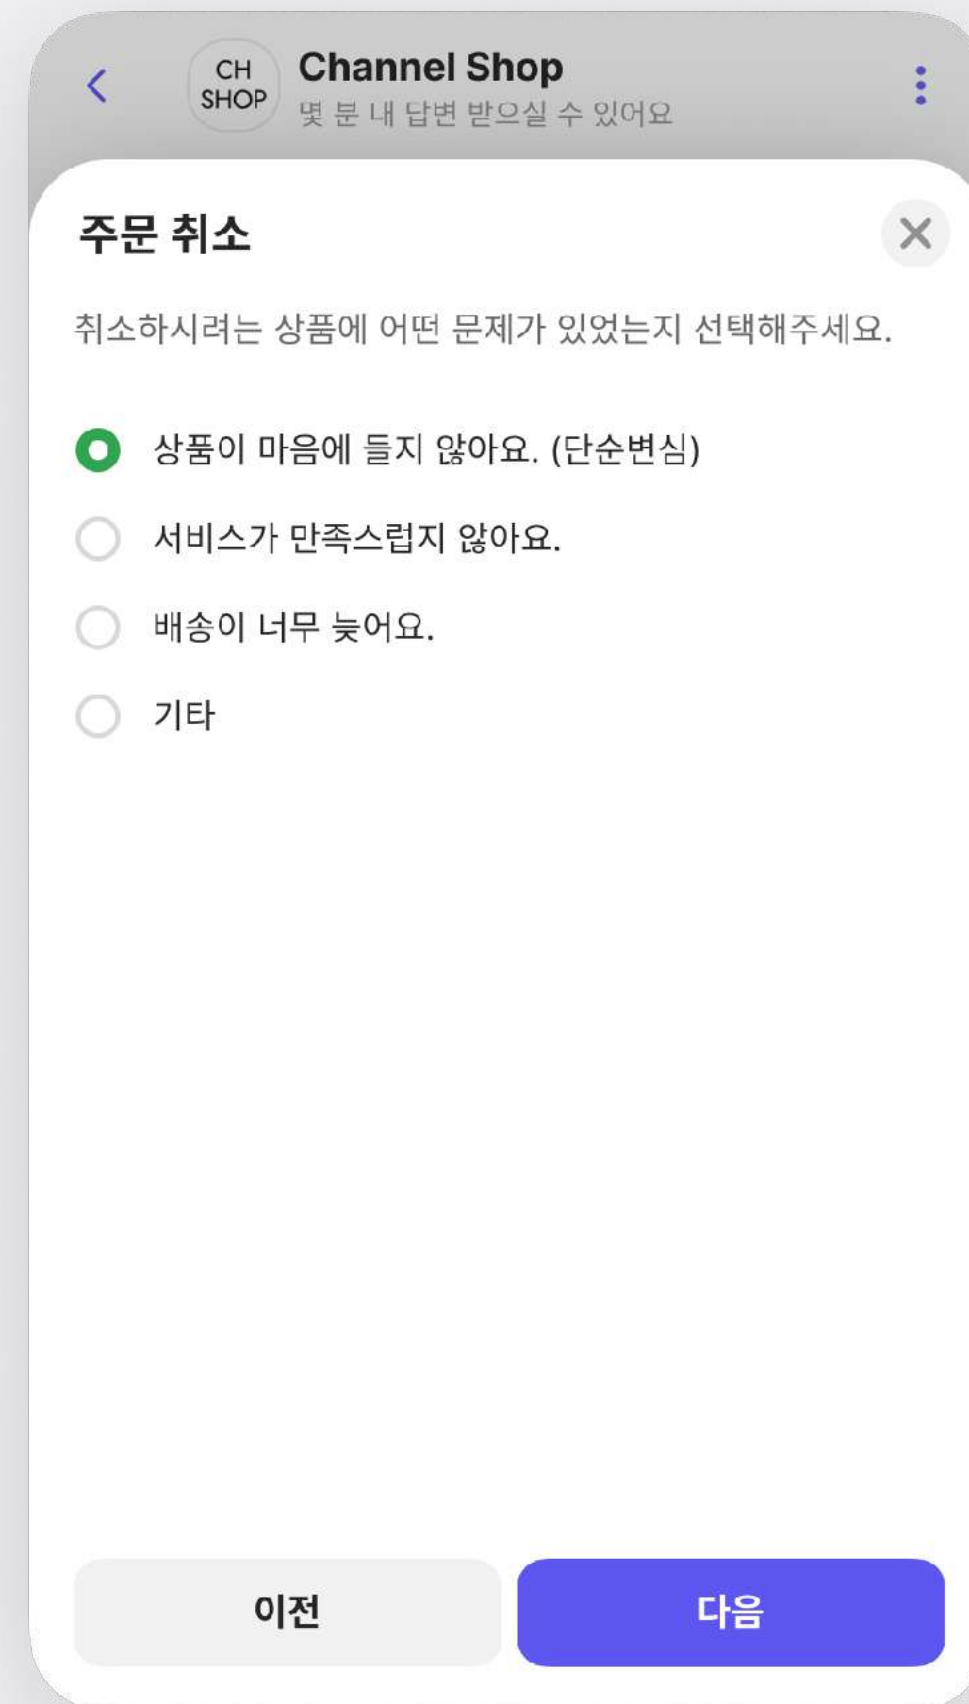 CH
SHOP
Channel Shop
몇 분 내 답변 받으실 수 있어요
주문 취소
취소하시려는 상품에 어떤 문제가 있었는지 선택해주세요.
상품이 마음에 들지 않아요. (단순변심)
서비스가 만족스럽지 않아요.
배송이 너무 늦어요.
기타
이전
다음